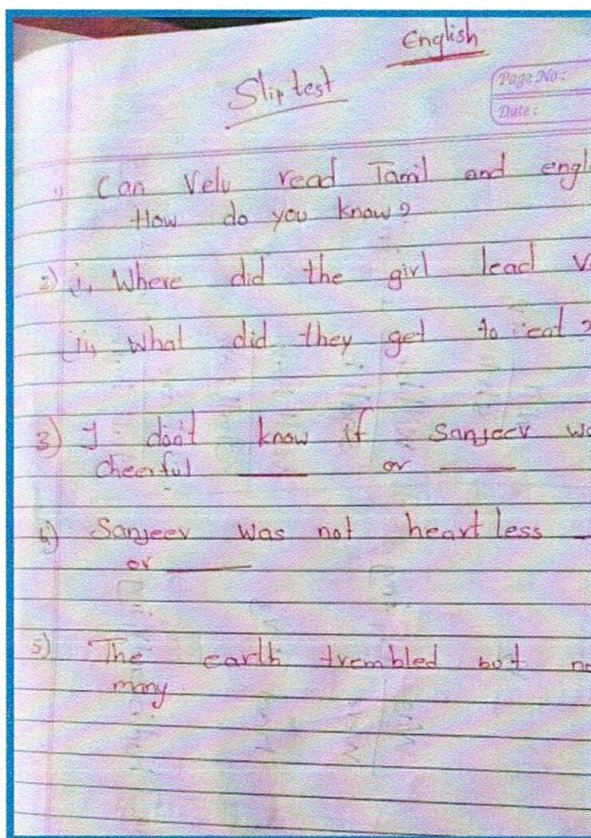 English
Slip test
Page No:
Date:
1) Can Velu read Tamil and engl
How do you know?
2) i, Where did the girl lead V
ii, What did they get to eat?
3) I don't know if Sanjeev wa
cheerful ____ or ____
4) Sanjeev was not heartless
or ____
5) The earth trembled but no
many